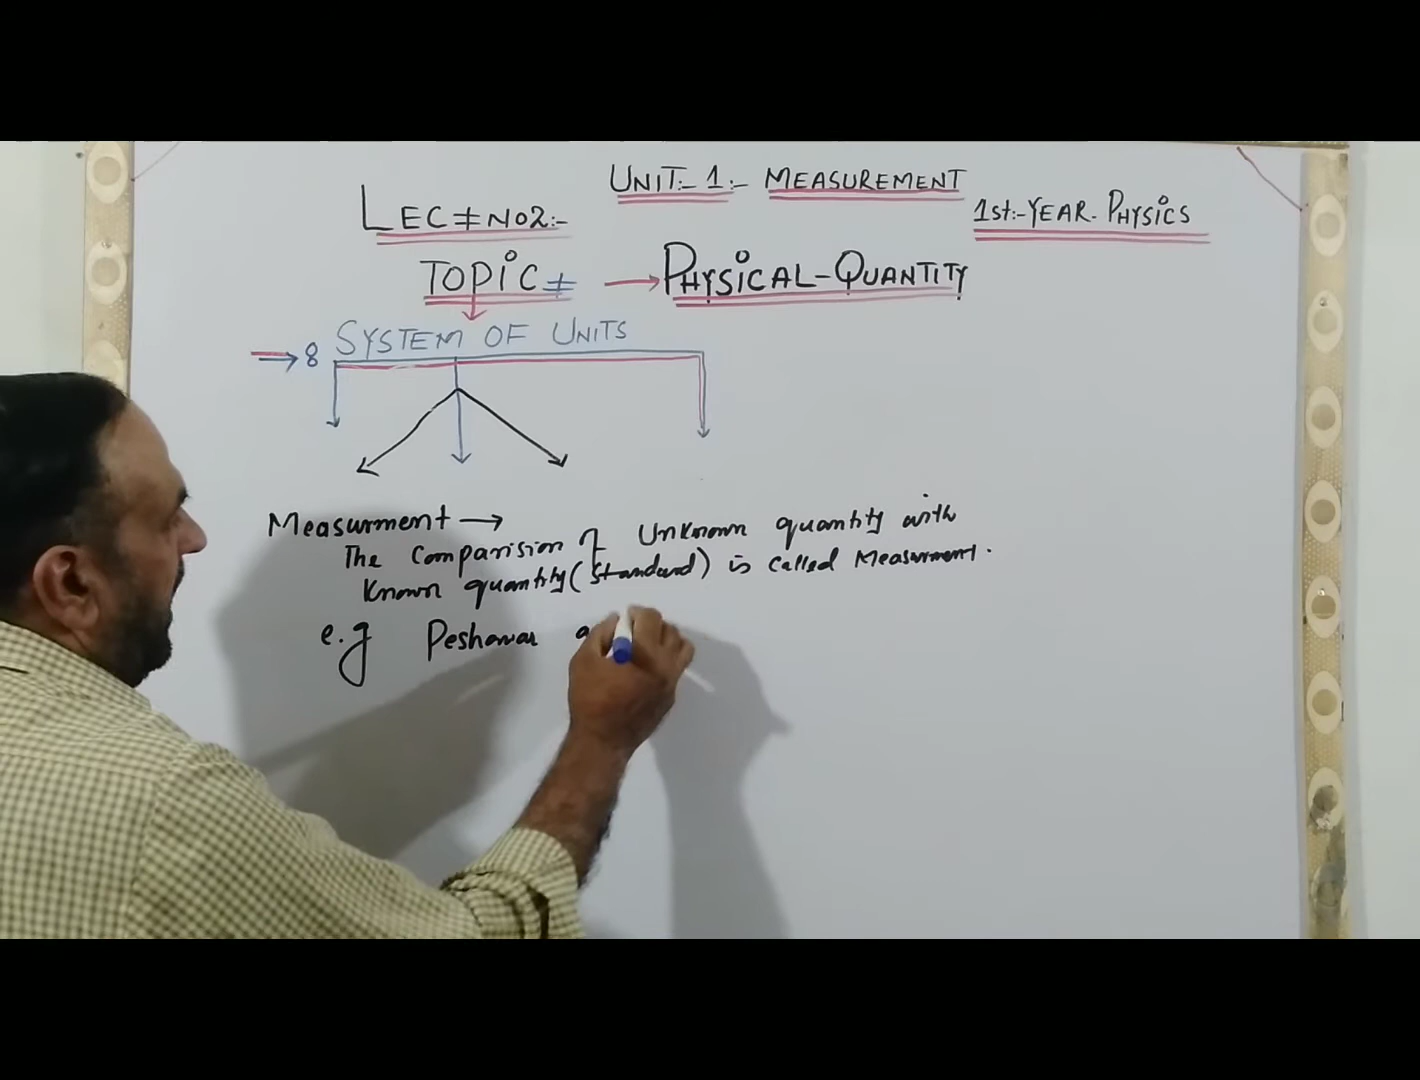 UNIT:- 1:- MEASUREMENT
LEC ≠ NO2:-
1st:-YEAR. PHYSICS
TOPIC ≠ → PHYSICAL-QUANTITY
→ 8 SYSTEM OF UNITS
Measurment →
The Comparision of Unknown quantity with
Known quantity (Standard) is Called Measurment.
e.g Peshawar